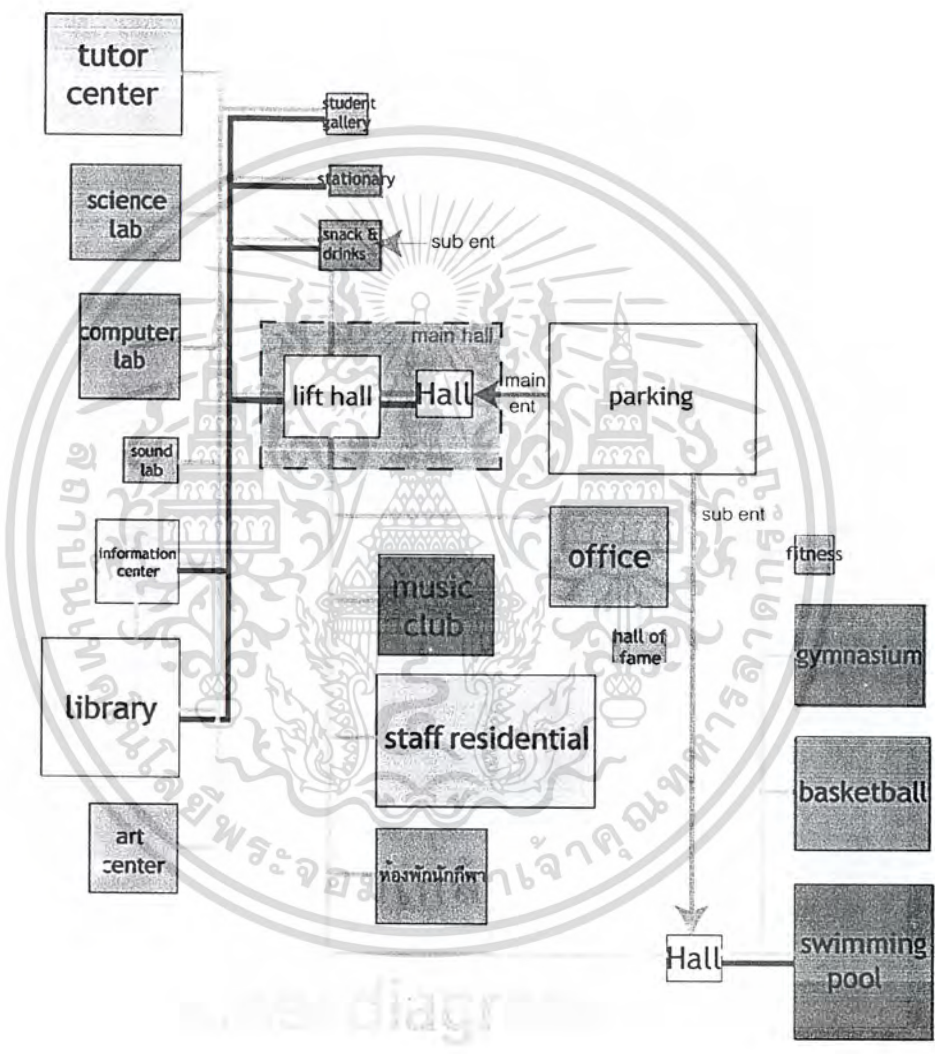 tutor
center
student
gallery
science
lab
stationary
snack &
drinks
sub ent
computer
lab
main hall
lift hall
Hall
main
ent
parking
sound
lab
sub ent
information
center
office
fitness
music
club
hall of
fame
gymnasium
library
staff residential
basketball
art
center
ห้องพักนักกีฬา
Hall
swimming
pool
diagr